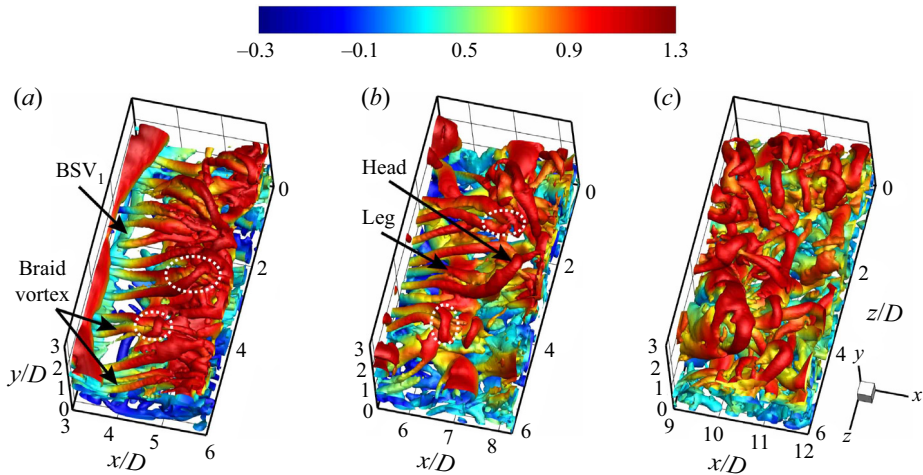 –0.3 –0.1 0.5 0.9 1.3
(a) (b) (c)
BSV1
Braid
vortex
Head
Leg
0
2
4
6
3
2
1
0
y/D
3 4 5 6
x/D
0
2
4
6
3
2
1
0
6 7 8
x/D
0
2
4
6
z/D
3
2
1
0
9 10 11 12
x/D
y
x
z